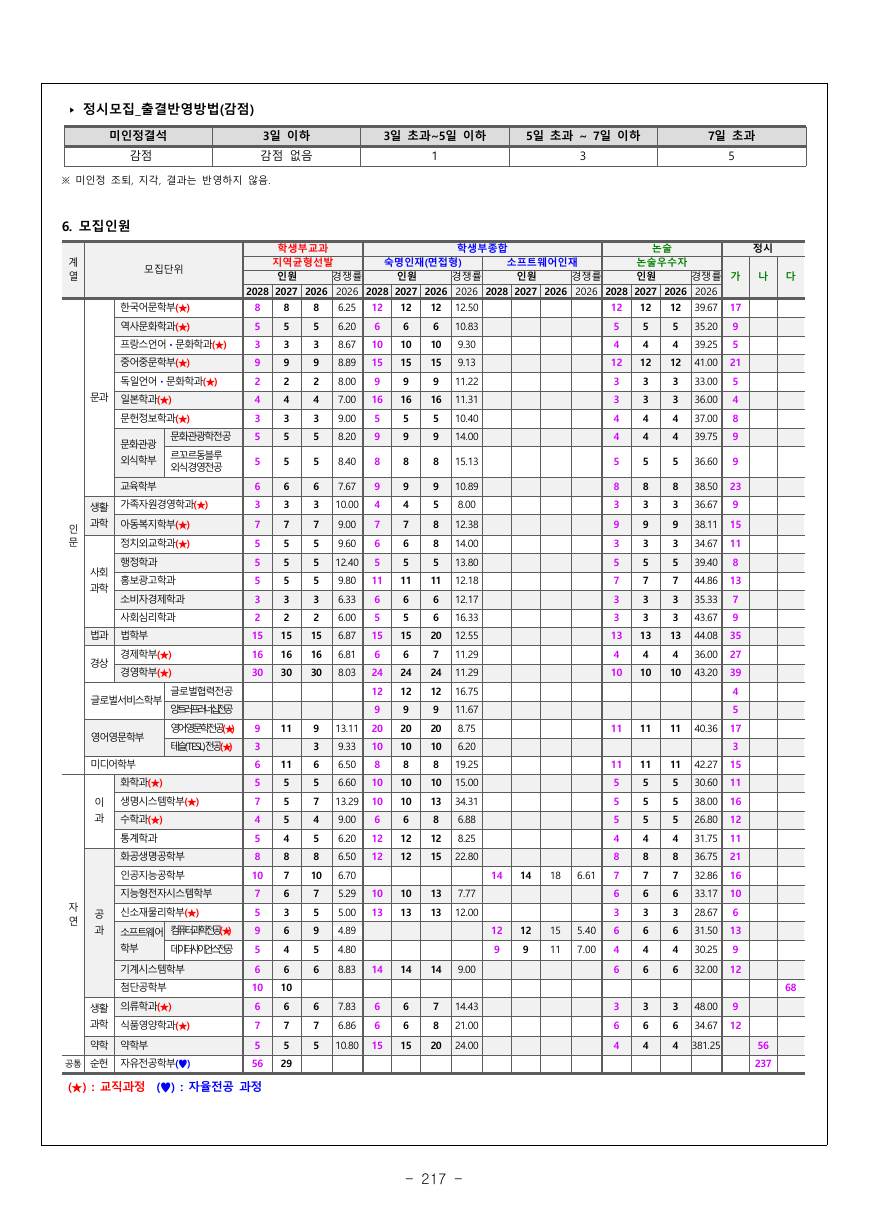 ▸ 정시모집_출결반영방법(감점)
미인정결석 3일 이하 3일 초과~5일 이하 5일 초과 ~ 7일 이하 7일 초과
감점 감점 없음 1 3 5
※ 미인정 조퇴, 지각, 결과는 반영하지 않음.
6. 모집인원
계열 모집단위 학생부교과 학생부종합 논술 정시
지역균형선발 숙명인재(면접형) 소프트웨어인재 논술우수자 가 나 다
인원 경쟁률 인원 경쟁률 인원 경쟁률 인원 경쟁률
2028 2027 2026 2026 2028 2027 2026 2026 2028 2027 2026 2026 2028 2027 2026 2026
인문 문과 한국어문학부(★) 8 8 8 6.25 12 12 12 12.50 12 12 12 39.67 17
역사문화학과(★) 5 5 5 6.20 6 6 6 10.83 5 5 5 35.20 9
프랑스언어・문화학과(★) 3 3 3 8.67 10 10 10 9.30 4 4 4 39.25 5
중어중문학부(★) 9 9 9 8.89 15 15 15 9.13 12 12 12 41.00 21
독일언어・문화학과(★) 2 2 2 8.00 9 9 9 11.22 3 3 3 33.00 5
일본학과(★) 4 4 4 7.00 16 16 16 11.31 3 3 3 36.00 4
문헌정보학과(★) 3 3 3 9.00 5 5 5 10.40 4 4 4 37.00 8
문화관광외식학부 문화관광학전공 5 5 5 8.20 9 9 9 14.00 4 4 4 39.75 9
르꼬르동블루 외식경영전공 5 5 5 8.40 8 8 8 15.13 5 5 5 36.60 9
교육학부 6 6 6 7.67 9 9 9 10.89 8 8 8 38.50 23
생활과학 가족자원경영학과(★) 3 3 3 10.00 4 4 5 8.00 3 3 3 36.67 9
아동복지학부(★) 7 7 7 9.00 7 7 8 12.38 9 9 9 38.11 15
사회과학 정치외교학과(★) 5 5 5 9.60 6 6 8 14.00 3 3 3 34.67 11
행정학과 5 5 5 12.40 5 5 5 13.80 5 5 5 39.40 8
홍보광고학과 5 5 5 9.80 11 11 11 12.18 7 7 7 44.86 13
소비자경제학과 3 3 3 6.33 6 6 6 12.17 3 3 3 35.33 7
사회심리학과 2 2 2 6.00 5 5 6 16.33 3 3 3 43.67 9
법과 법학부 15 15 15 6.87 15 15 20 12.55 13 13 13 44.08 35
경상 경제학부(★) 16 16 16 6.81 6 6 7 11.29 4 4 4 36.00 27
경영학부(★) 30 30 30 8.03 24 24 24 11.29 10 10 10 43.20 39
글로벌서비스학부 글로벌협력전공 12 12 12 16.75 4
앙트러프러너십전공 9 9 9 11.67 5
영어영문학부 영어영문학전공(★) 9 11 9 13.11 20 20 20 8.75 11 11 11 40.36 17
테슬(TESL)전공(★) 3 3 9.33 10 10 10 6.20 3
미디어학부 6 11 6 6.50 8 8 8 19.25 11 11 11 42.27 15
자연 이과 화학과(★) 5 5 5 6.60 10 10 10 15.00 5 5 5 30.60 11
생명시스템학부(★) 7 5 7 13.29 10 10 13 34.31 5 5 5 38.00 16
수학과(★) 4 5 4 9.00 6 6 8 6.88 5 5 5 26.80 12
통계학과 5 4 5 6.20 12 12 12 8.25 4 4 4 31.75 11
공과 화공생명공학부 8 8 8 6.50 12 12 15 22.80 8 8 8 36.75 21
인공지능공학부 10 7 10 6.70 14 14 18 6.61 7 7 7 32.86 16
지능형전자시스템학부 7 6 7 5.29 10 10 13 7.77 6 6 6 33.17 10
신소재물리학부(★) 5 3 5 5.00 13 13 13 12.00 3 3 3 28.67 6
소프트웨어학부 컴퓨터과학전공(★) 9 6 9 4.89 12 12 15 5.40 6 6 6 31.50 13
데이터사이언스전공 5 4 5 4.80 9 9 11 7.00 4 4 4 30.25 9
기계시스템학부 6 6 6 8.83 14 14 14 9.00 6 6 6 32.00 12
첨단공학부 10 10 68
생활과학 의류학과(★) 6 6 6 7.83 6 6 7 14.43 3 3 3 48.00 9
식품영양학과(★) 7 7 7 6.86 6 6 8 21.00 6 6 6 34.67 12
약학 약학부 5 5 5 10.80 15 15 20 24.00 4 4 4 381.25 56
공통 순헌 자유전공학부(♥) 56 29 237
(★) : 교직과정 (♥) : 자율전공 과정
- 217 -